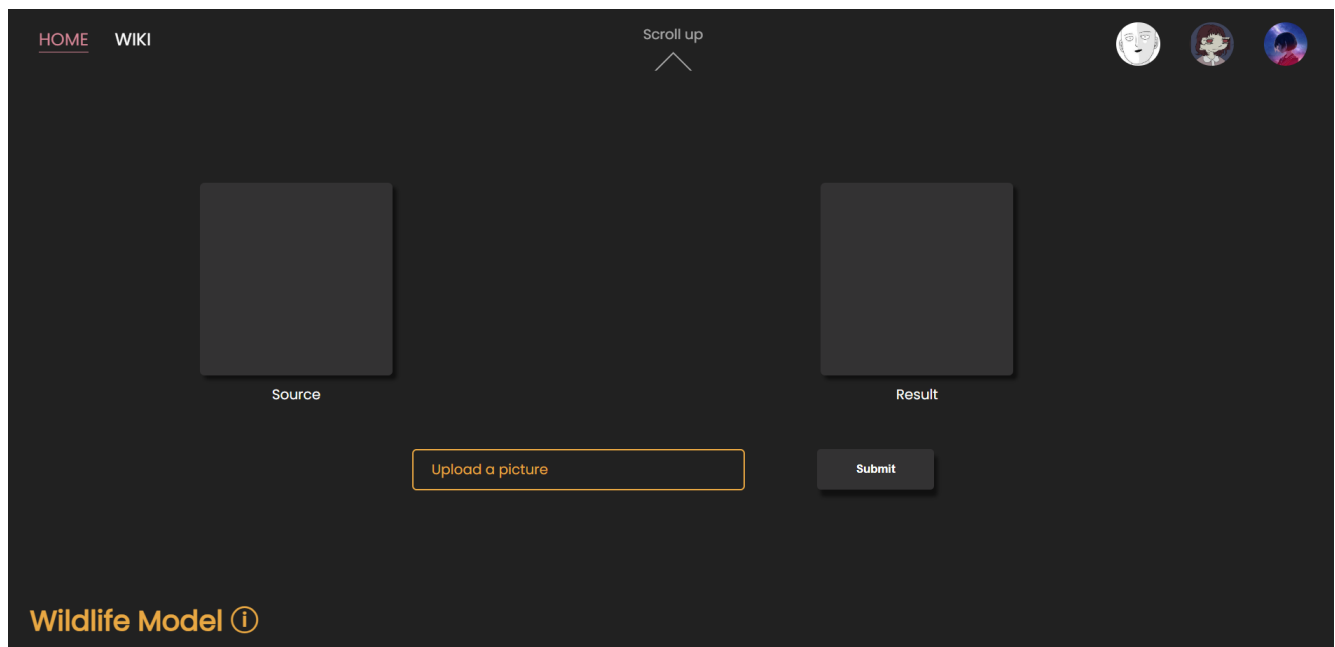 HOME WIKI
Scroll up
Source
Result
Upload a picture
Submit
Wildlife Model ⓘ